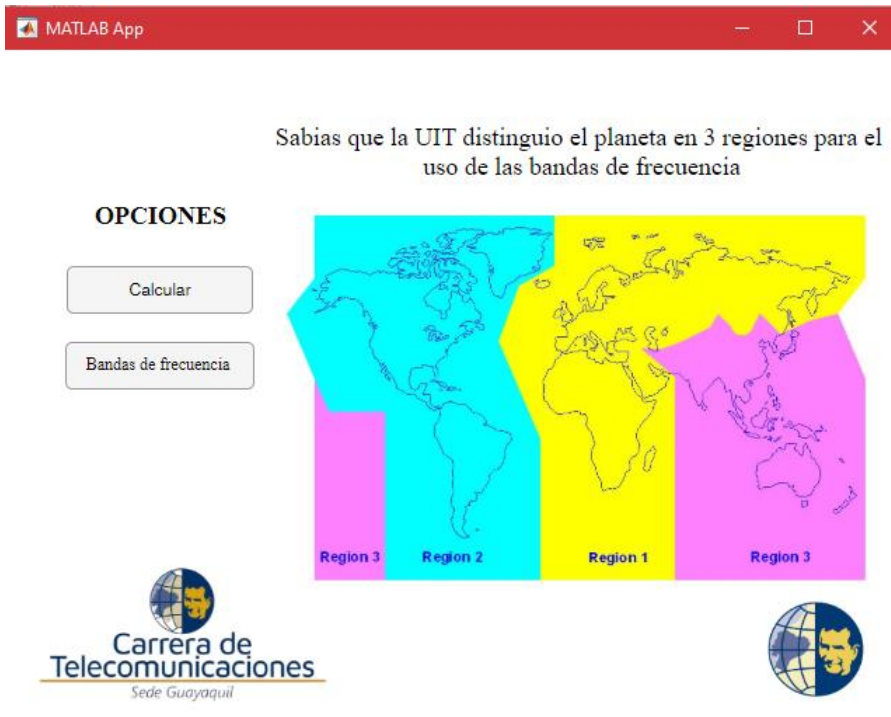 MATLAB App
Sabias que la UIT distinguio el planeta en 3 regiones para el
uso de las bandas de frecuencia
OPCIONES
Calcular
Bandas de frecuencia
Region 3
Region 2
Region 1
Region 3
Carrera de
Telecomunicaciones
Sede Guayaquil